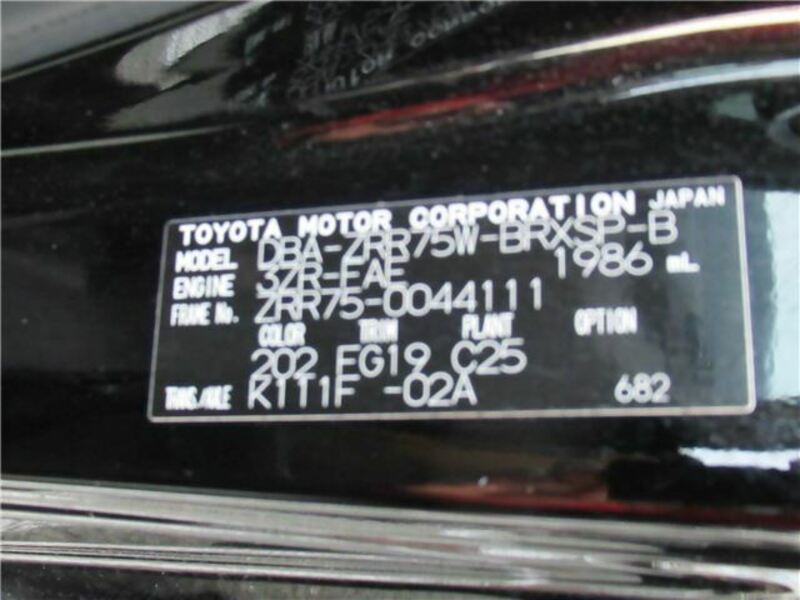 TOYOTA MOTOR CORPORATION JAPAN
MODEL DBA-ZRR75W-BRXSP-B
ENGINE 3ZR-FAE 1986 mL
FRAME No. ZRR75-0044111
COLOR TRIM PLANT OPTION
202 FG19 C25
TRANS./AXLE K111F -02A 682